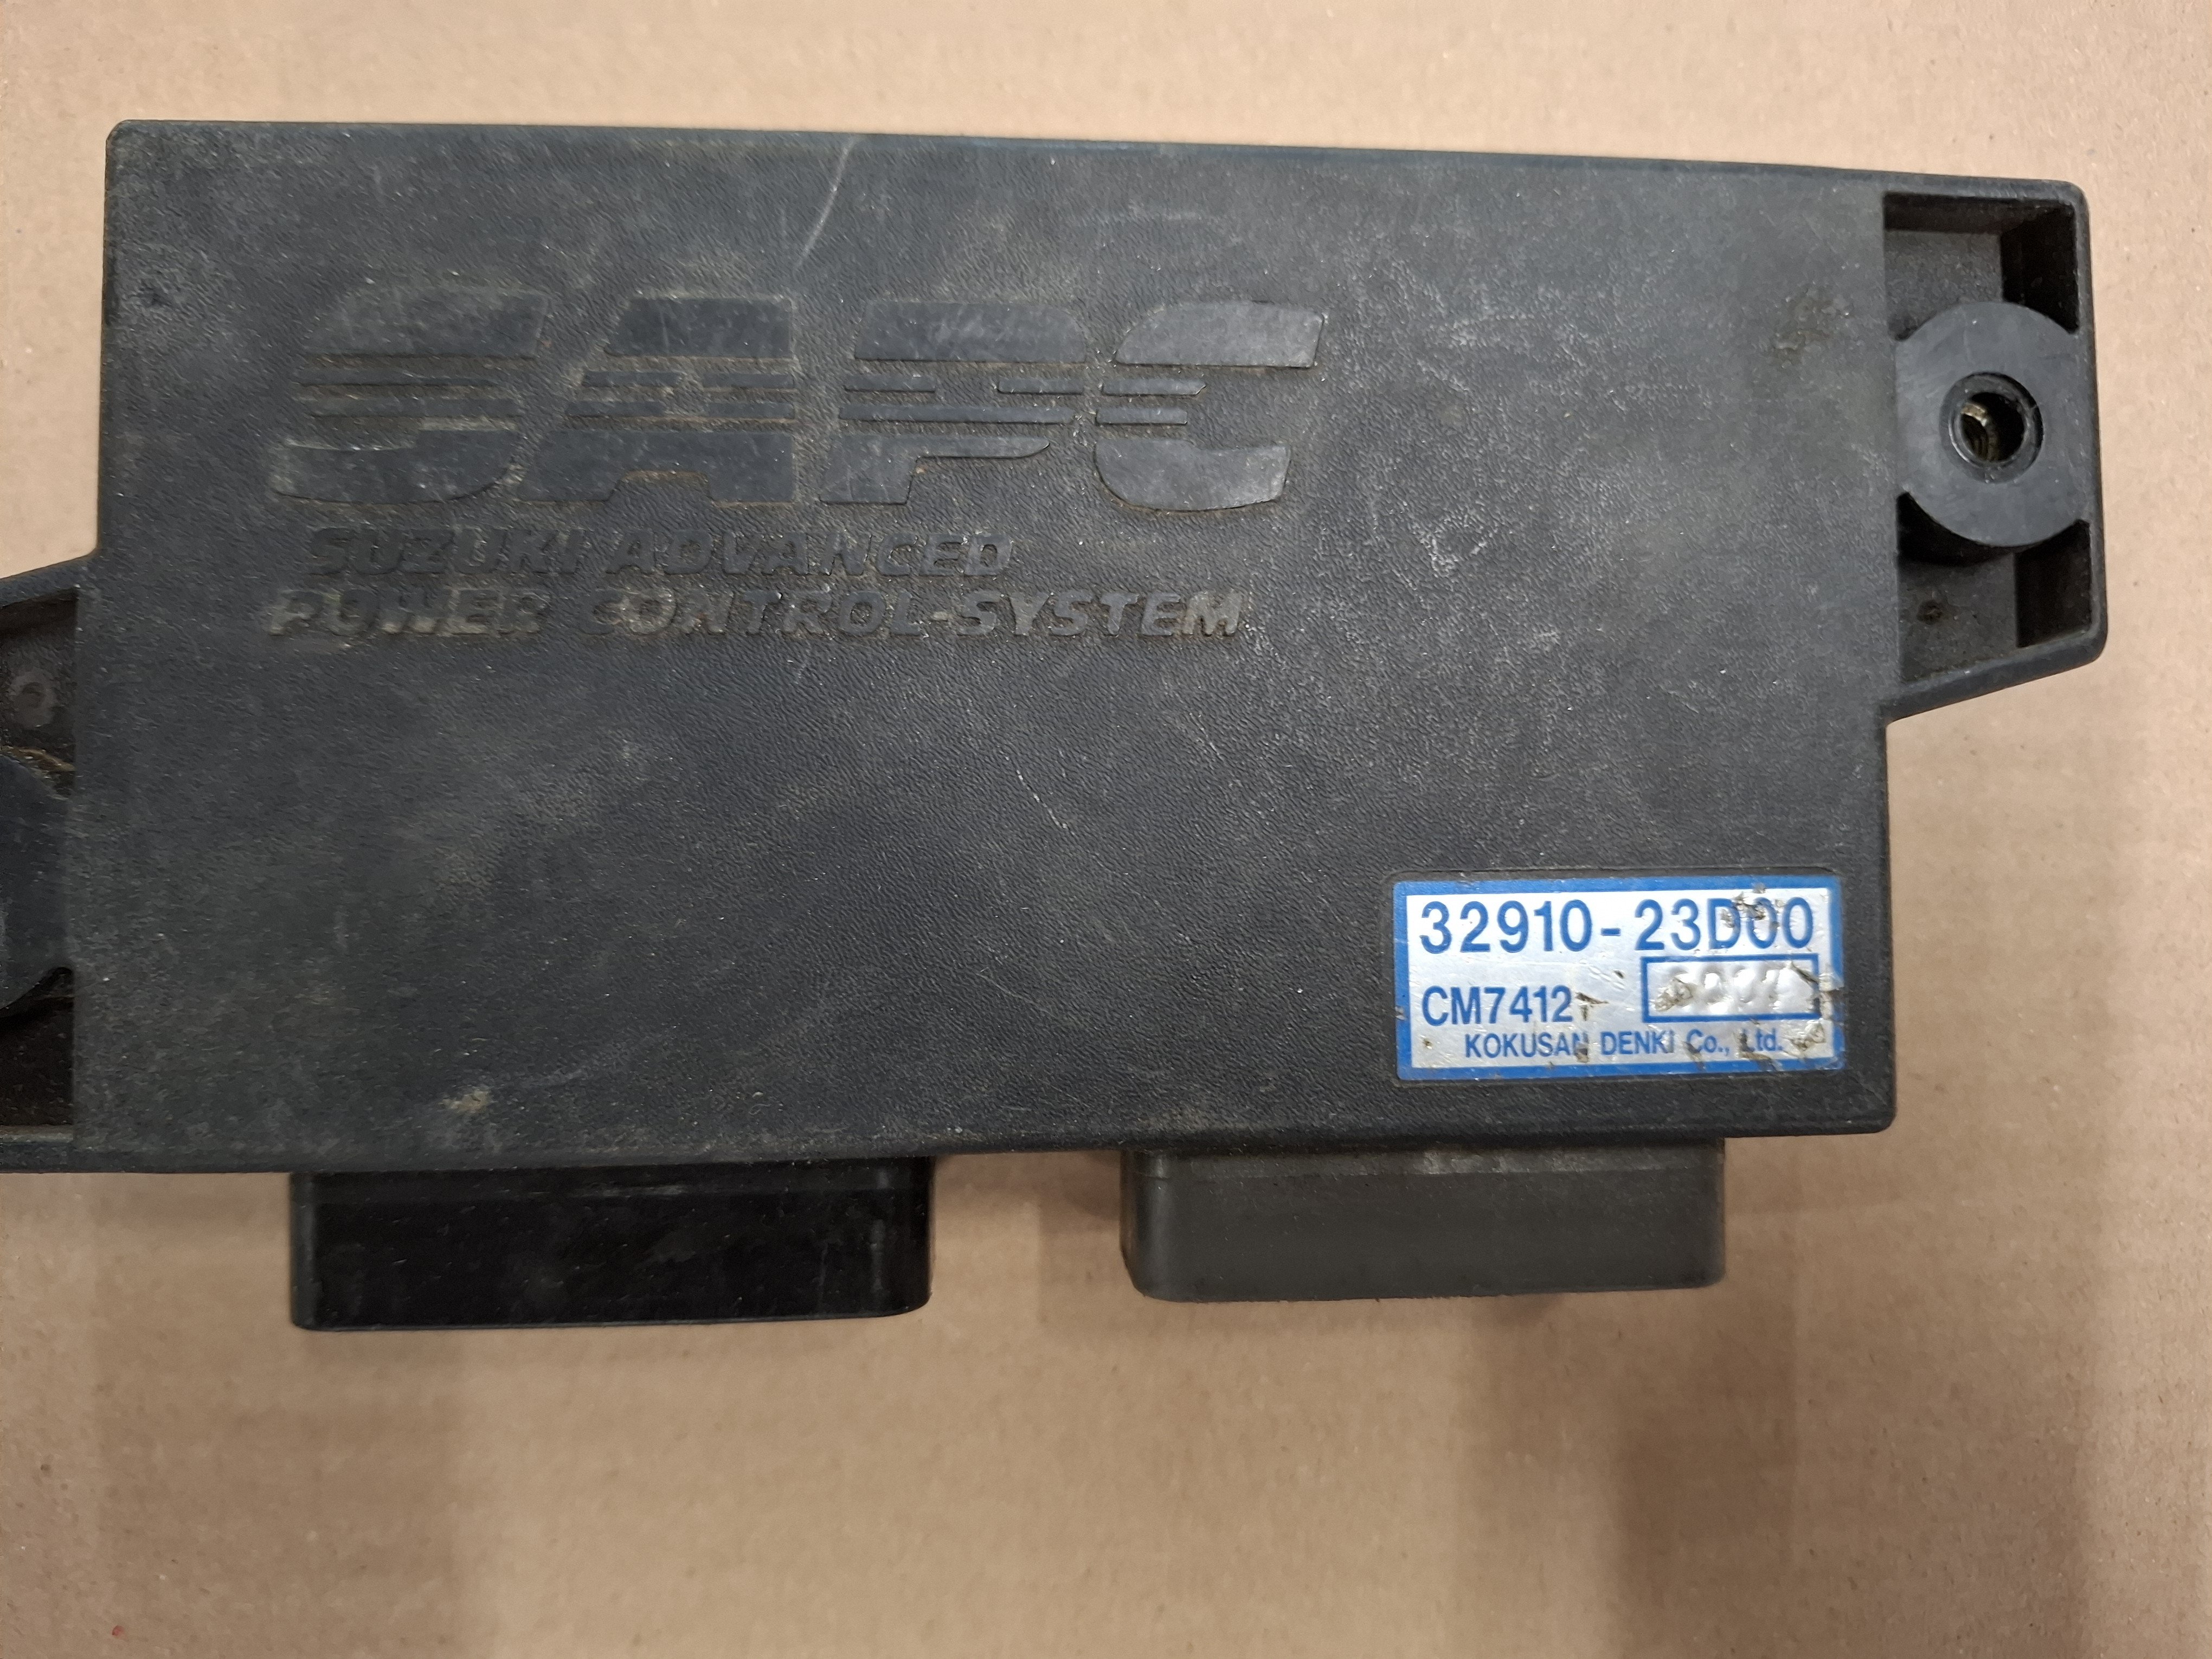 SAPC
SUZUKI ADVANCED
POWER CONTROL-SYSTEM
32910-23D00
CM7412
KOKUSAN DENKI Co., Ltd.